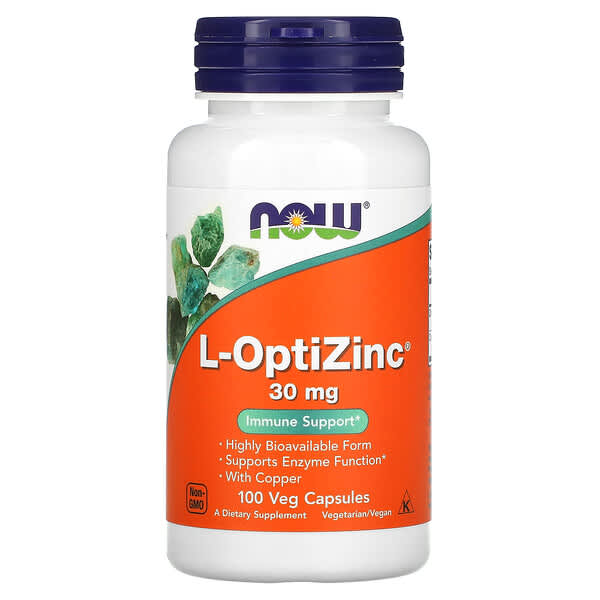 NOW®
L-OptiZinc®
30 mg
Immune Support*
• Highly Bioavailable Form
• Supports Enzyme Function*
• With Copper
Non-
GMO
100 Veg Capsules
A Dietary Supplement Vegetarian/Vegan
K